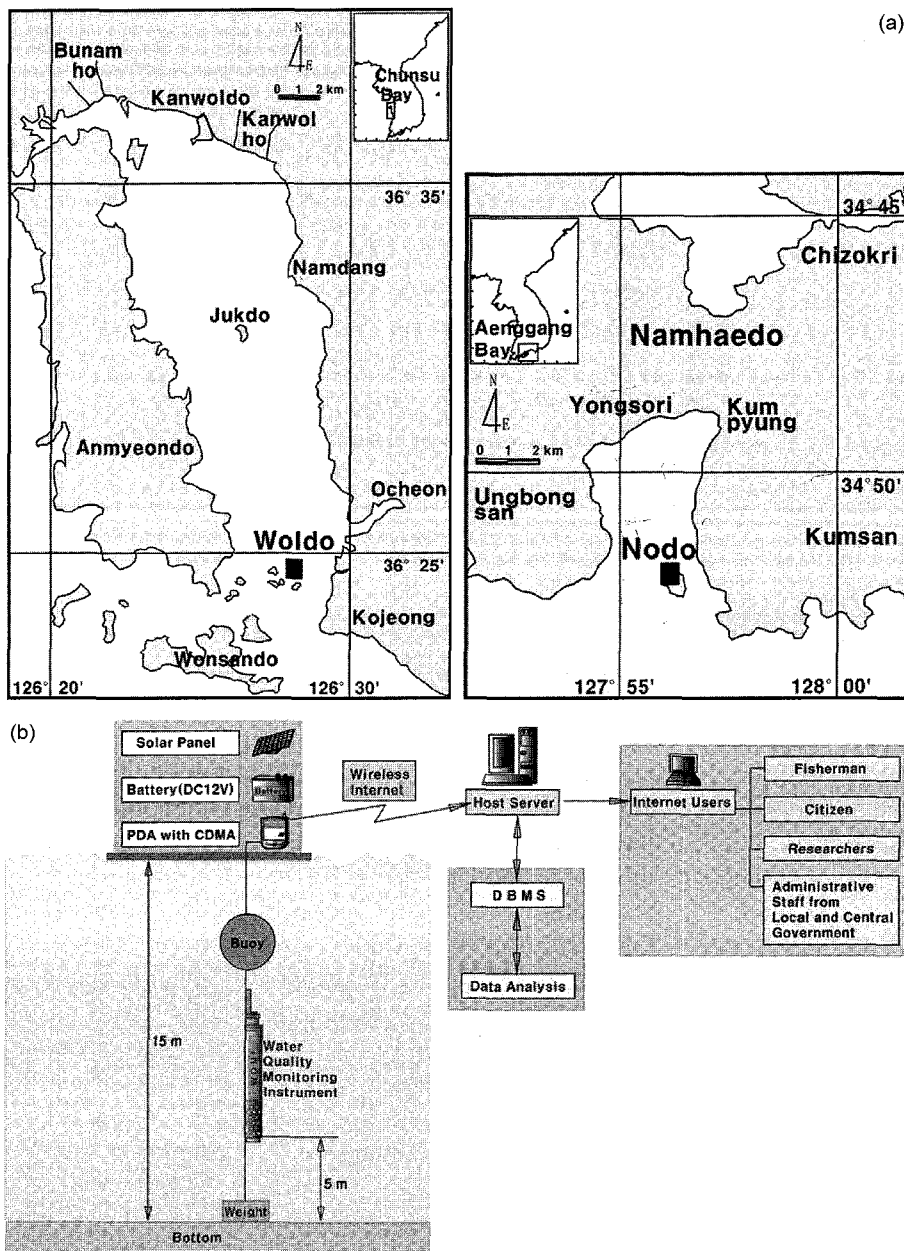 (a)
Bunam
ho
Kanwoldo
Kanwol
ho
N
E
0 1 2 km
Chunsu
Bay
36° 35'
Namdang
Jukdo
Anmyeondo
Ocheon
Woldo
36° 25'
Kojeong
Wonsando
126° 20'
126° 30'
34° 45'
Chizokri
Aenggang
Bay
Namhaedo
N
E
Yongsori
Kum
pyung
0 1 2 km
34° 50'
Ungbong
san
Nodo
Kumsan
127° 55'
128° 00'
(b)
Solar Panel
Battery(DC12V)
PDA with CDMA
Wireless
Internet
Host Server
Internet Users
Fisherman
Citizen
Researchers
Administrative
Staff from
Local and Central
Government
DBMS
Data Analysis
Buoy
15 m
Water
Quality
Monitoring
Instrument
5 m
Weight
Bottom